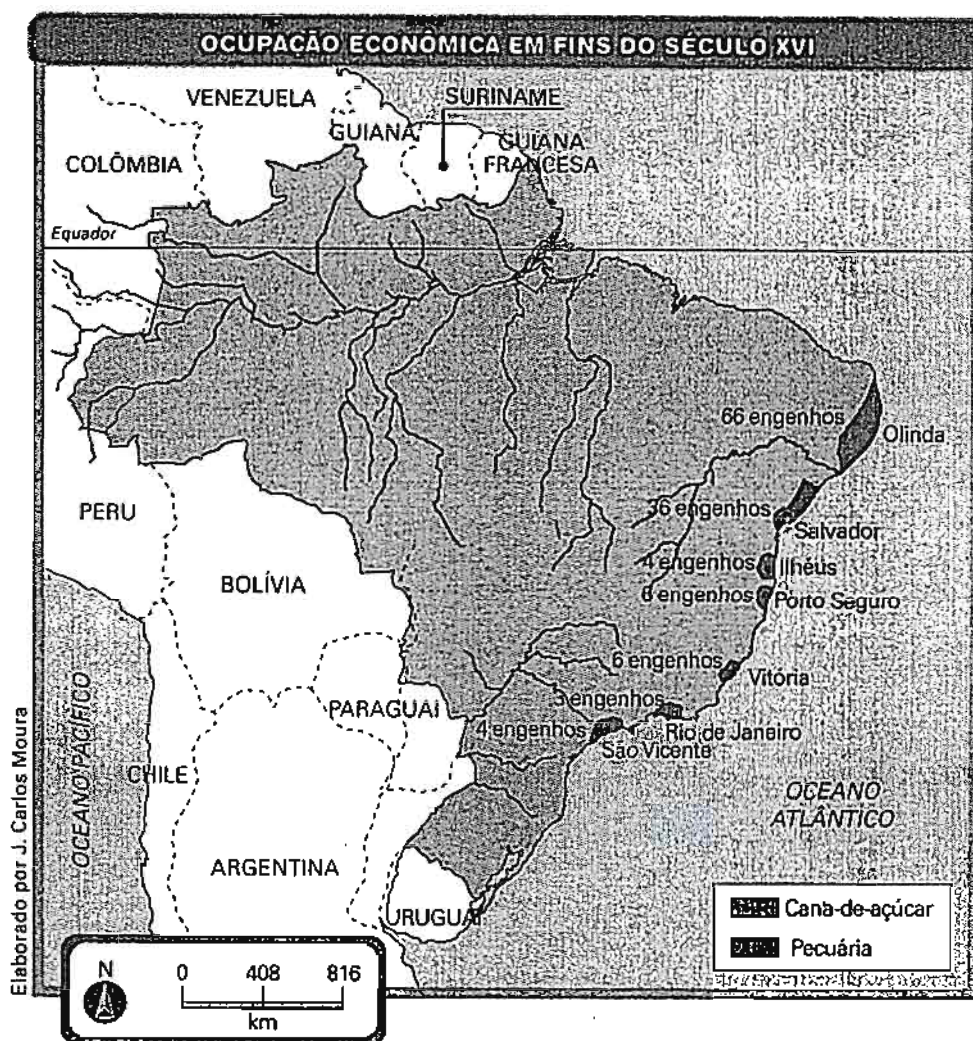 OCUPAÇÃO ECONÔMICA EM FINS DO SÉCULO XVI
VENEZUELA
SURINAME
GUIANA
GUIANA
FRANCESA
COLÔMBIA
Equador
66 engenhos
Olinda
PERU
36 engenhos
Salvador
4 engenhos
Ilhéus
BOLÍVIA
6 engenhos
Porto Seguro
6 engenhos
Vitória
PARAGUAI
3 engenhos
Rio de Janeiro
4 engenhos
São Vicente
CHILE
OCEANO PACÍFICO
OCEANO
ATLÂNTICO
ARGENTINA
URUGUAI
Cana-de-açúcar
Pecuária
N
0 408 816
km
Elaborado por J. Carlos Moura